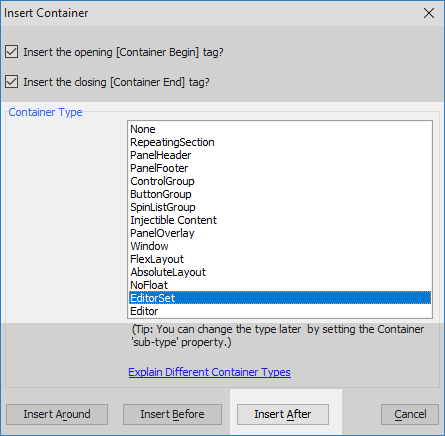 Insert Container
Insert the opening [Container Begin] tag?
Insert the closing [Container End] tag?
Container Type
None
RepeatingSection
PanelHeader
PanelFooter
ControlGroup
ButtonGroup
SpinListGroup
Injectible Content
PanelOverlay
Window
FlexLayout
AbsoluteLayout
NoFloat
EditorSet
Editor
(Tip: You can change the type later by setting the Container
'sub-type' property.)
Explain Different Container Types
Insert Around Insert Before Insert After Cancel